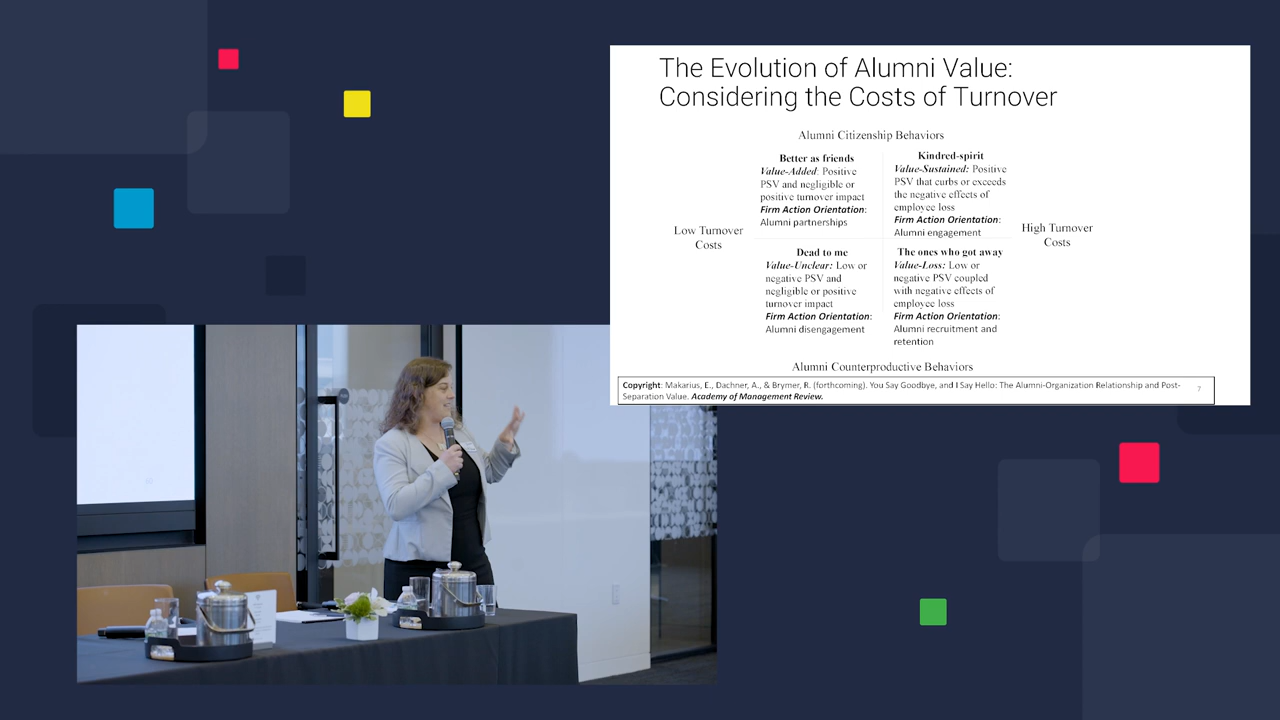 The Evolution of Alumni Value:
Considering the Costs of Turnover
Alumni Citizenship Behaviors
Better as friends
Value-Added: Positive
PSV and negligible or
positive turnover impact
Firm Action Orientation:
Alumni partnerships
Kindred-spirit
Value-Sustained: Positive
PSV that curbs or exceeds
the negative effects of
employee loss
Firm Action Orientation:
Alumni engagement
Low Turnover
Costs
High Turnover
Costs
Dead to me
Value-Unclear: Low or
negative PSV and
negligible or positive
turnover impact
Firm Action Orientation:
Alumni disengagement
The ones who got away
Value-Loss: Low or
negative PSV coupled
with negative effects of
employee loss
Firm Action Orientation:
Alumni recruitment and
retention
Alumni Counterproductive Behaviors
Copyright: Makarius, E., Dachner, A., & Brymer, R. (forthcoming). You Say Goodbye, and I Say Hello: The Alumni-Organization Relationship and Post-
Separation Value. Academy of Management Review.
7